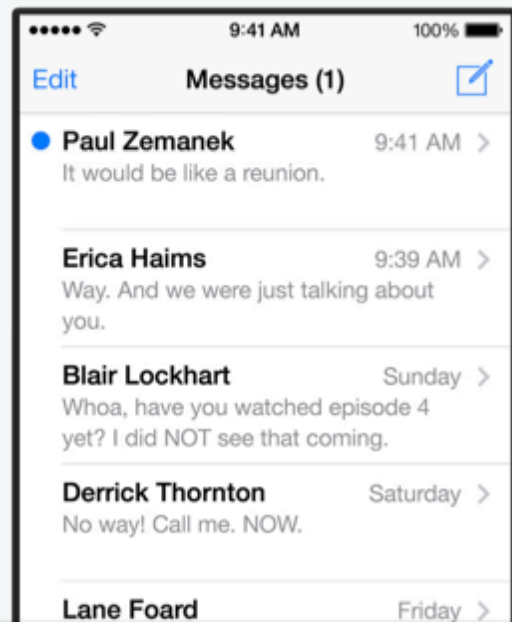 9:41 AM 100%
Edit Messages (1)
Paul Zemanek 9:41 AM
It would be like a reunion.
Erica Haims 9:39 AM
Way. And we were just talking about
you.
Blair Lockhart Sunday
Whoa, have you watched episode 4
yet? I did NOT see that coming.
Derrick Thornton Saturday
No way! Call me. NOW.
Lane Foard Friday